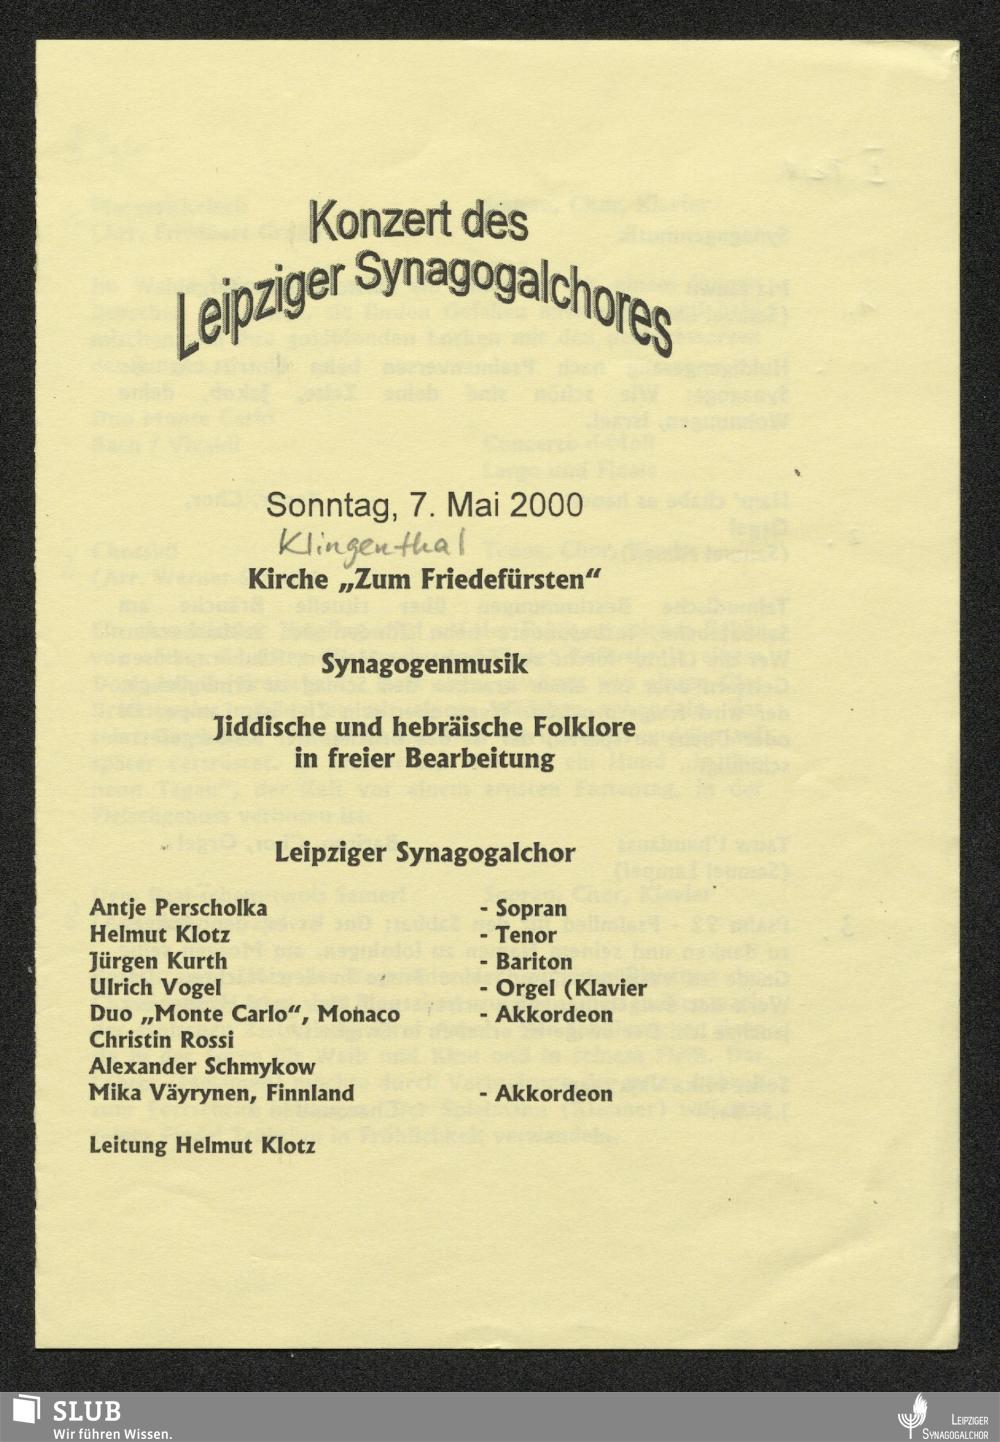 Konzert des
Leipziger Synagogalchores
Sonntag, 7. Mai 2000
Klingenthal
Kirche „Zum Friedefürsten“
Synagogenmusik
Jiddische und hebräische Folklore
in freier Bearbeitung
Leipziger Synagogalchor
Antje Perscholka - Sopran
Helmut Klotz - Tenor
Jürgen Kurth - Bariton
Ulrich Vogel - Orgel (Klavier
Duo „Monte Carlo“, Monaco - Akkordeon
Christin Rossi
Alexander Schmykow
Mika Väyrynen, Finnland - Akkordeon
Leitung Helmut Klotz
SLUB
Wir führen Wissen.
LEIPZIGER
SYNAGOGALCHOR